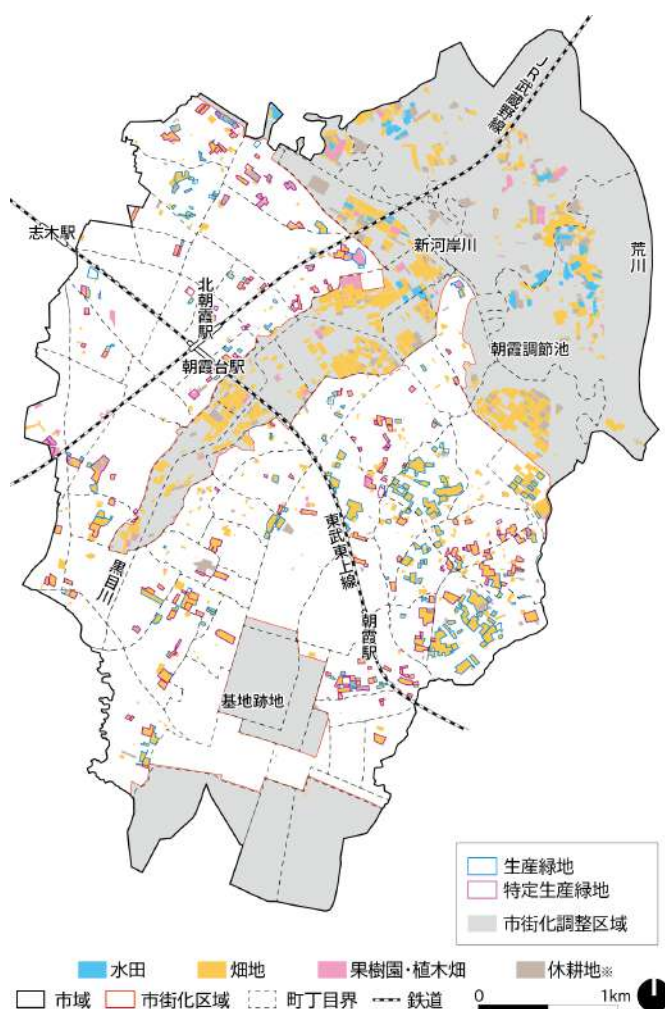 JR武蔵野線
志木駅
新河岸川
荒川
北朝霞駅
朝霞調節池
朝霞台駅
東武東上線
黒目川
朝霞駅
基地跡地
生産緑地
特定生産緑地
市街化調整区域
水田 畑地 果樹園・植木畑 休耕地※
市域 市街化区域 町丁目界 鉄道 0 1km